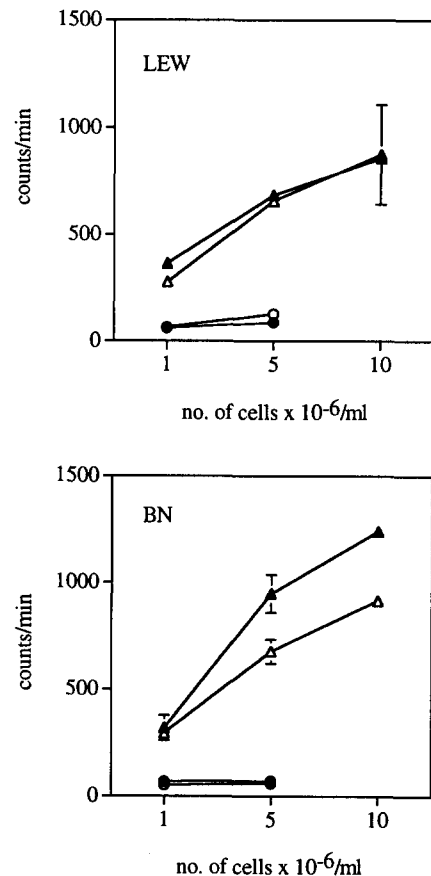 1500
LEW
1000
counts/min
500
0
1 5 10
no. of cells x 10-6/ml
1500
BN
1000
counts/min
500
0
1 5 10
no. of cells x 10-6/ml